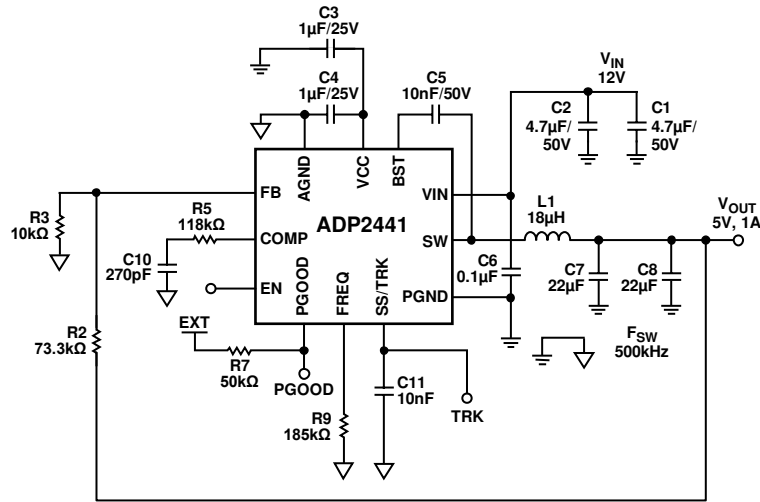 C3
1µF/25V
C4
1µF/25V
C5
10nF/50V
VIN
12V
C2
4.7µF/
50V
C1
4.7µF/
50V
AGND
VCC
BST
FB
VIN
ADP2441
R3
10kΩ
R5
118kΩ
COMP
SW
L1
18µH
VOUT
5V, 1A
C10
270pF
C6
0.1µF
C7
22µF
C8
22µF
EN
PGOOD
FREQ
SS/TRK
PGND
R2
73.3kΩ
EXT
R7
50kΩ
PGOOD
C11
10nF
TRK
FSW
500kHz
R9
185kΩ